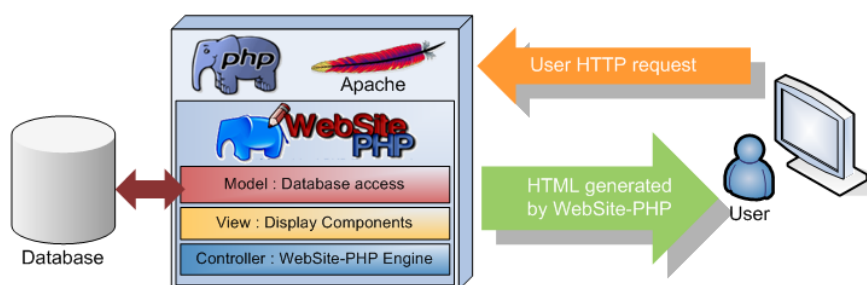 php
Apache
User HTTP request
WebSite
PHP
Model : Database access
View : Display Components
Controller : WebSite-PHP Engine
HTML generated
by WebSite-PHP
Database
User